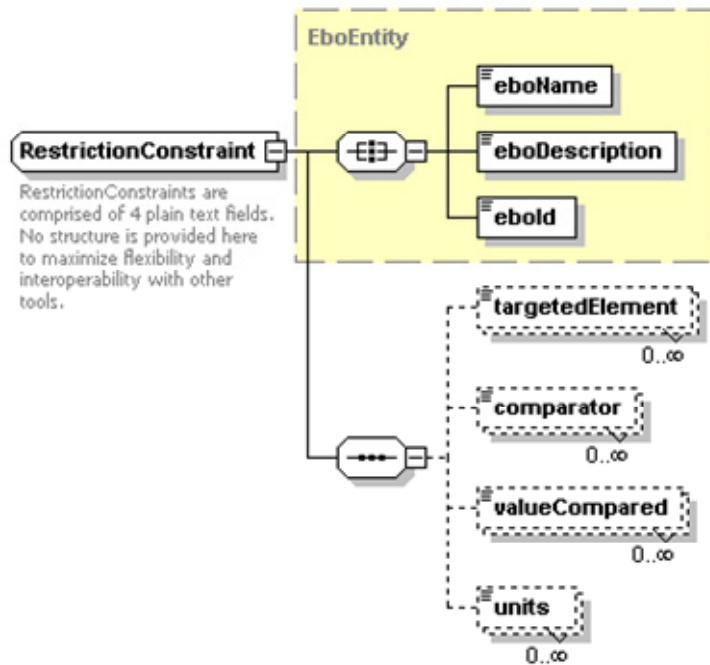 EboEntity
eboName
RestrictionConstraint
eboDescription
RestrictionConstraints are
comprised of 4 plain text fields.
No structure is provided here
to maximize flexibility and
interoperability with other
tools.
eboId
targetedElement
0..∞
comparator
0..∞
valueCompared
0..∞
units
0..∞